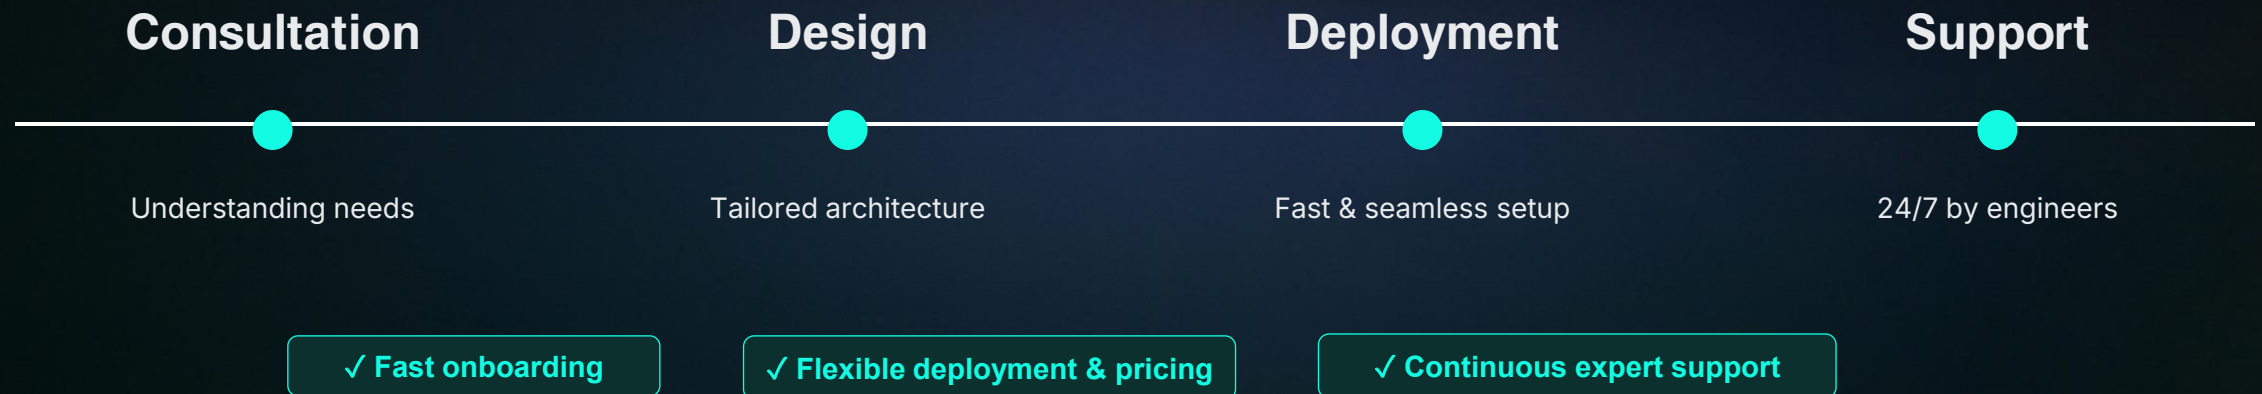 Consultation
Design
Deployment
Support
Understanding needs
Tailored architecture
Fast & seamless setup
24/7 by engineers
✓ Fast onboarding
✓ Flexible deployment & pricing
✓ Continuous expert support